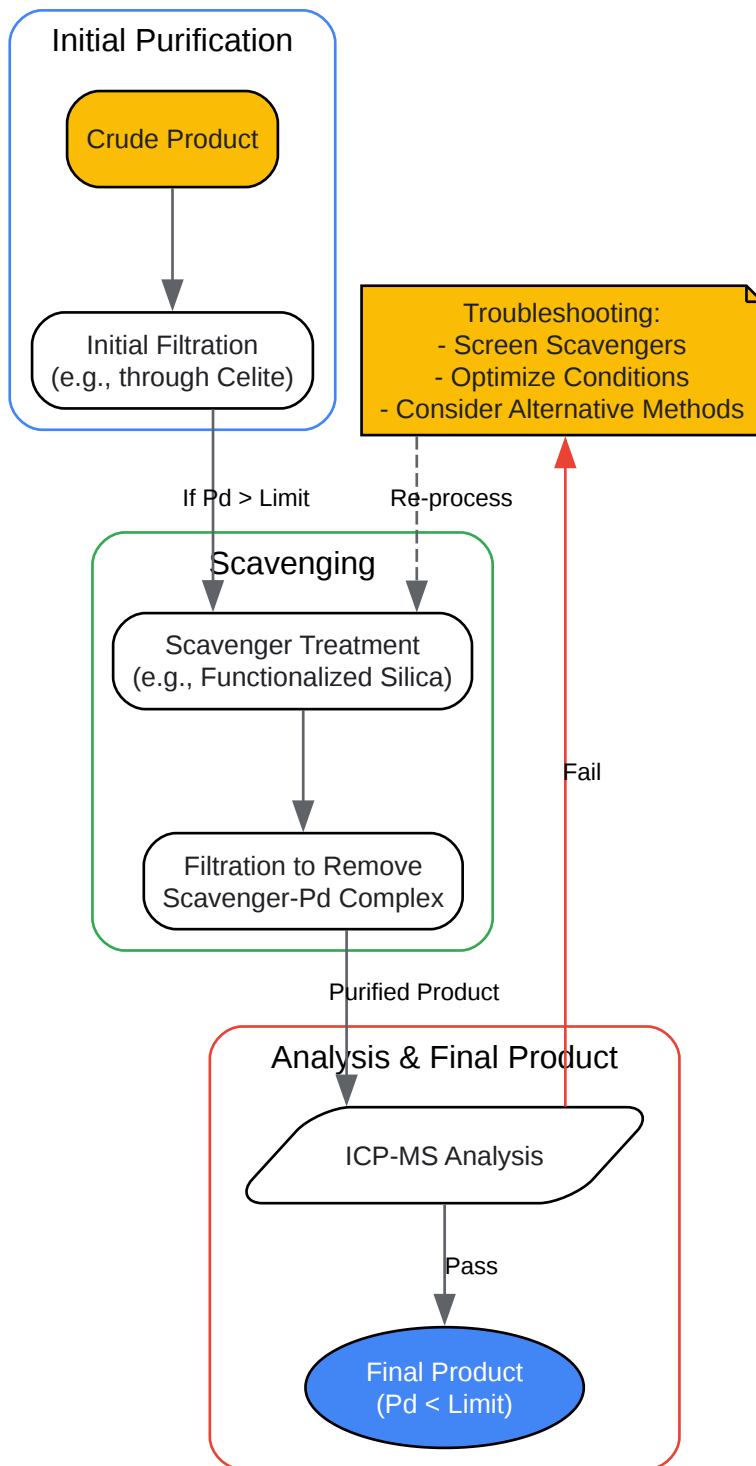 Initial Purification
Crude Product
Initial Filtration
(e.g., through Celite)
Troubleshooting:
- Screen Scavengers
- Optimize Conditions
- Consider Alternative Methods
If Pd > Limit
Re-process
Scavenging
Scavenger Treatment
(e.g., Functionalized Silica)
Fail
Filtration to Remove
Scavenger-Pd Complex
Purified Product
Analysis & Final Product
ICP-MS Analysis
Pass
Final Product
(Pd < Limit)